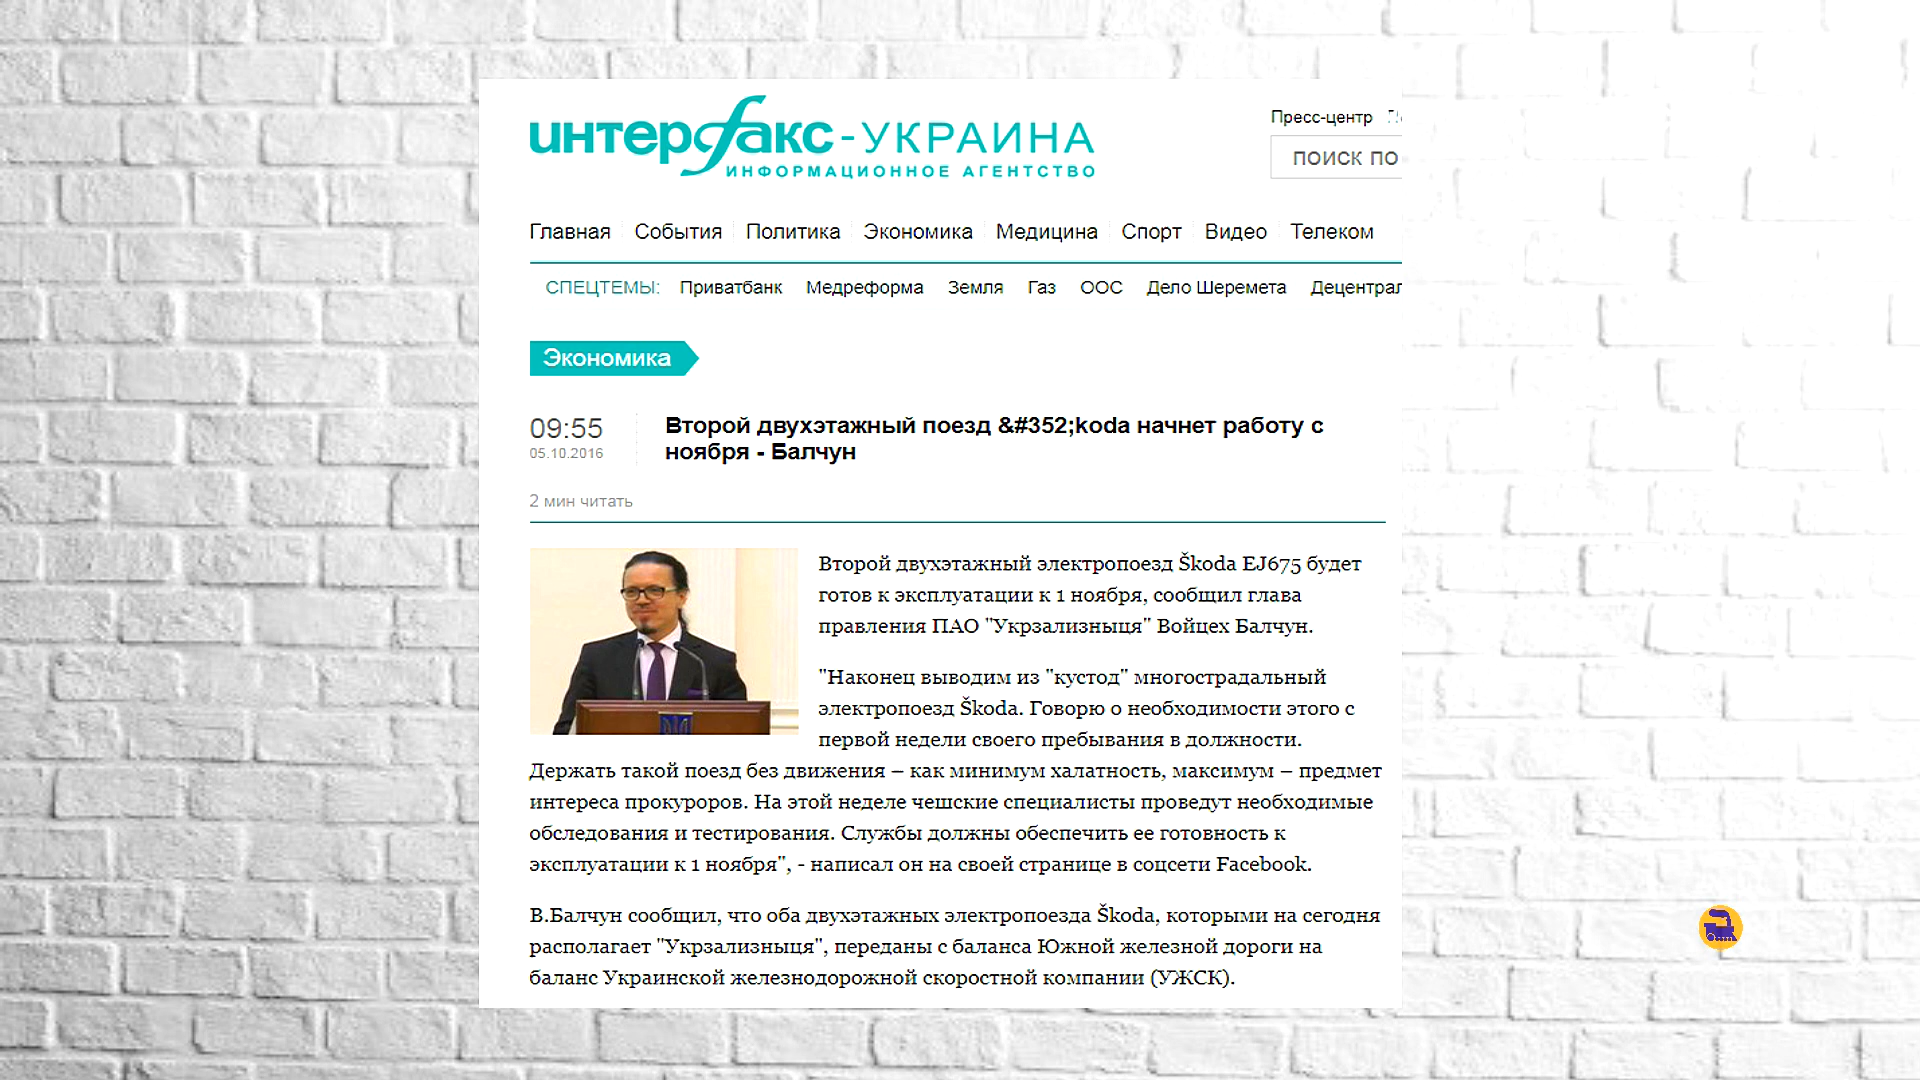 интерfакс-УКРАИНА
ИНФОРМАЦИОННОЕ АГЕНТСТВО
Пресс-центр
ПОИСК ПО
Главная События Политика Экономика Медицина Спорт Видео Телеком
СПЕЦТЕМЫ: Приватбанк Медреформа Земля Газ ООС Дело Шеремета Децентрал
Экономика
09:55
05.10.2016
Второй двухэтажный поезд &#352;koda начнет работу с
ноября - Балчун
2 мин читать
Второй двухэтажный электропоезд Škoda EJ675 будет
готов к эксплуатации к 1 ноября, сообщил глава
правления ПАО "Укрзализныця" Войцех Балчун.
"Наконец выводим из "кустод" многострадальный
электропоезд Škoda. Говорю о необходимости этого с
первой недели своего пребывания в должности.
Держать такой поезд без движения – как минимум халатность, максимум – предмет
интереса прокуроров. На этой неделе чешские специалисты проведут необходимые
обследования и тестирования. Службы должны обеспечить ее готовность к
эксплуатации к 1 ноября", - написал он на своей странице в соцсети Facebook.
В.Балчун сообщил, что оба двухэтажных электропоезда Škoda, которыми на сегодня
располагает "Укрзализныця", переданы с баланса Южной железной дороги на
баланс Украинской железнодорожной скоростной компании (УЖСК).